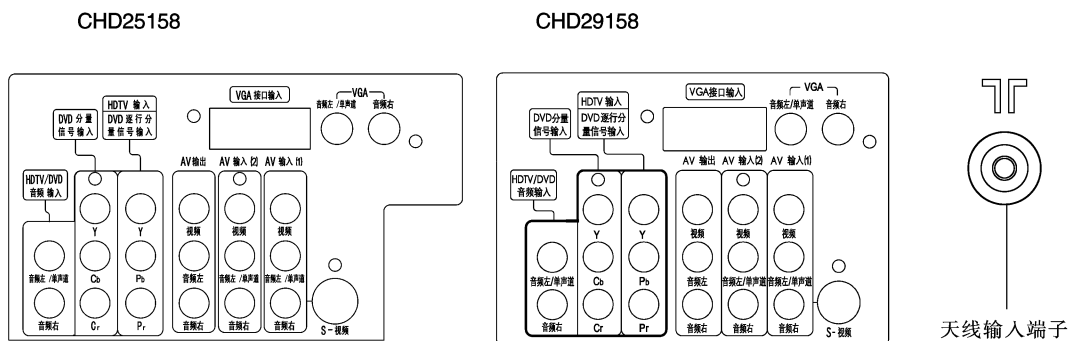 CHD25158
VGA 接口输入
VGA
音频左 /单声道
音频右
HDTV 输入
DVD 分量
信号输入
DVD 逐行分
量信号输入
AV 输出
AV 输入 (2)
AV 输入 (1)
HDTV/DVD
音频 输入
Y
Y
视频
视频
视频
音频左 /单声道
Cb
Pb
音频左
音频左 /单声道
音频左 /单声道
音频右
Cr
Pr
音频右
音频右
音频右
S-视频
CHD29158
VGA接口输入
VGA
音频左/单声道
音频右
HDTV 输入
DVD分量
信号输入
DVD逐行分
量信号输入
AV 输出
AV 输入(2)
AV 输入(1)
HDTV/DVD
音频输入
Y
Y
视频
视频
视频
音频左/单声道
Cb
Pb
音频左
音频左/单声道
音频左/单声道
音频右
Cr
Pr
音频右
音频右
音频右
S-视频
天线输入端子